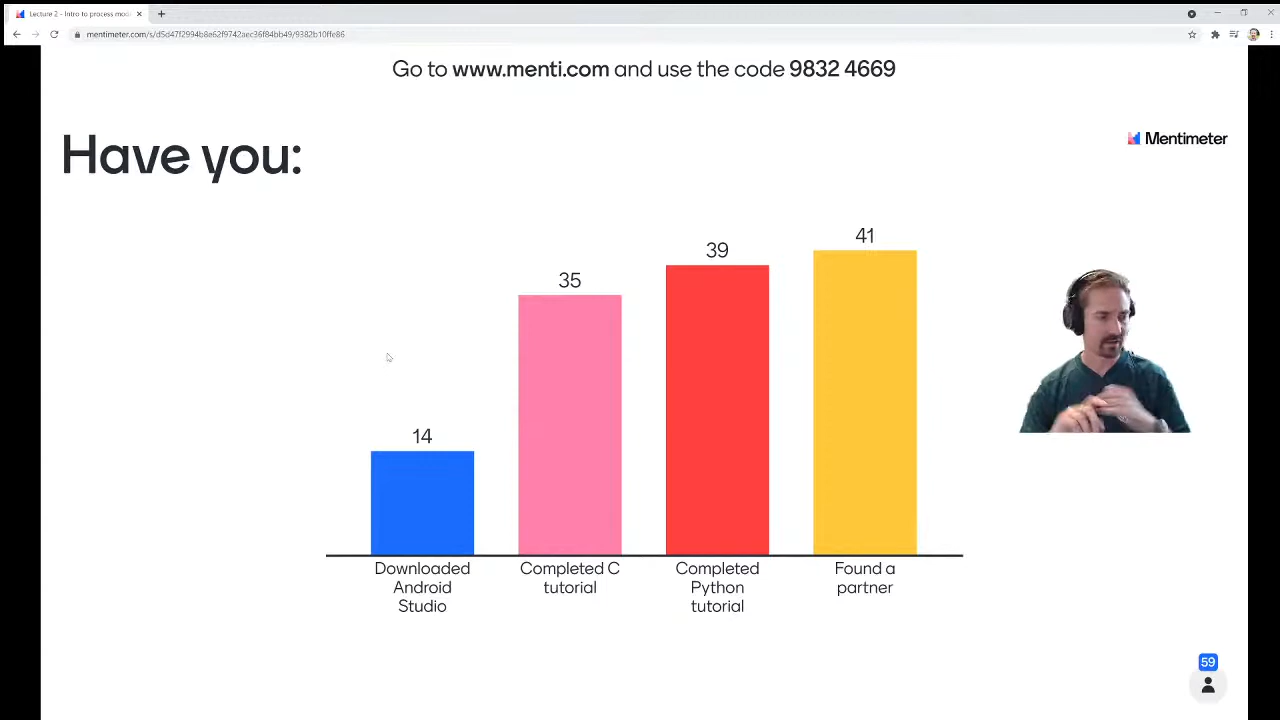 Lecture 2 - Intro to process mod
mentimeter.com/s/d5d47f2994b8e62f9742aec36f84bb49/9382b10ffe86
Go to www.menti.com and use the code 9832 4669
Have you:
Mentimeter
14
35
39
41
Downloaded Android Studio
Completed C tutorial
Completed Python tutorial
Found a partner
59